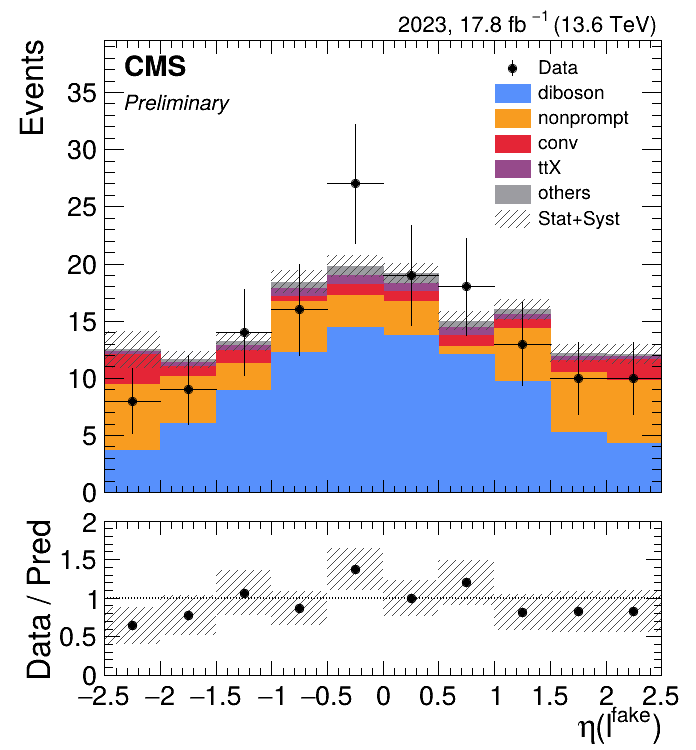 2023, 17.8 fb⁻¹ (13.6 TeV)
CMS
Preliminary
Data
diboson
nonprompt
conv
ttX
others
Stat+Syst
Events
35
30
25
20
15
10
5
0
Data / Pred
2
1.5
1
0.5
0
−2.5 −2 −1.5 −1 −0.5 0 0.5 1 1.5 2 2.5
η(l^fake)